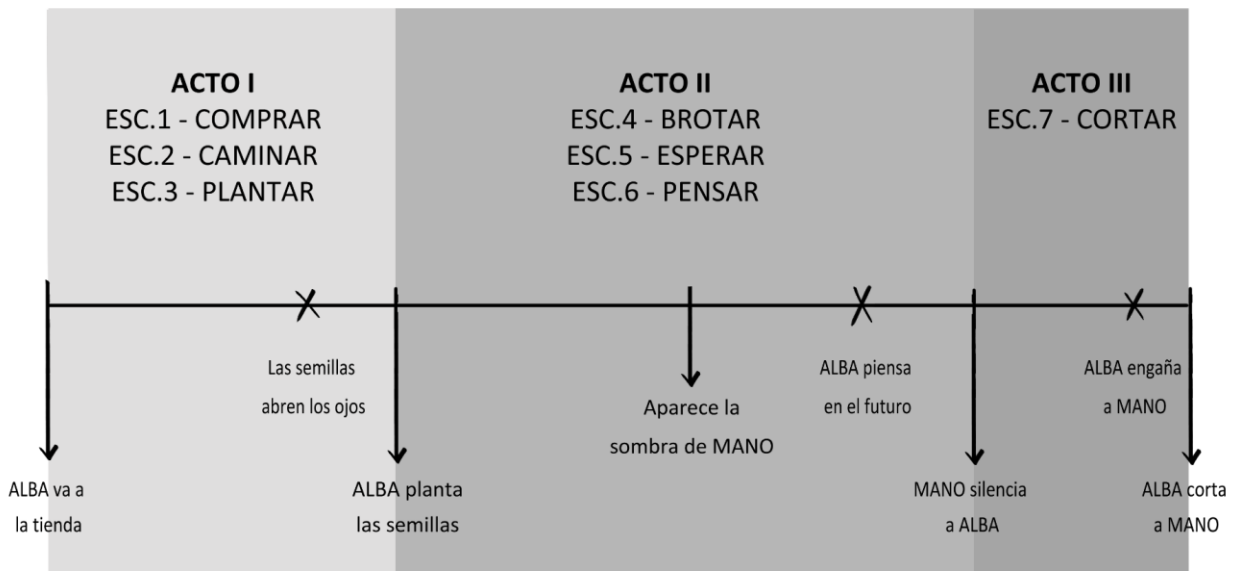 ACTO I
ESC.1 - COMPRAR
ESC.2 - CAMINAR
ESC.3 - PLANTAR
ACTO II
ESC.4 - BROTAR
ESC.5 - ESPERAR
ESC.6 - PENSAR
ACTO III
ESC.7 - CORTAR
ALBA va a
la tienda
Las semillas
abren los ojos
ALBA planta
las semillas
Aparece la
sombra de MANO
ALBA piensa
en el futuro
MANO silencia
a ALBA
ALBA engaña
a MANO
ALBA corta
a MANO